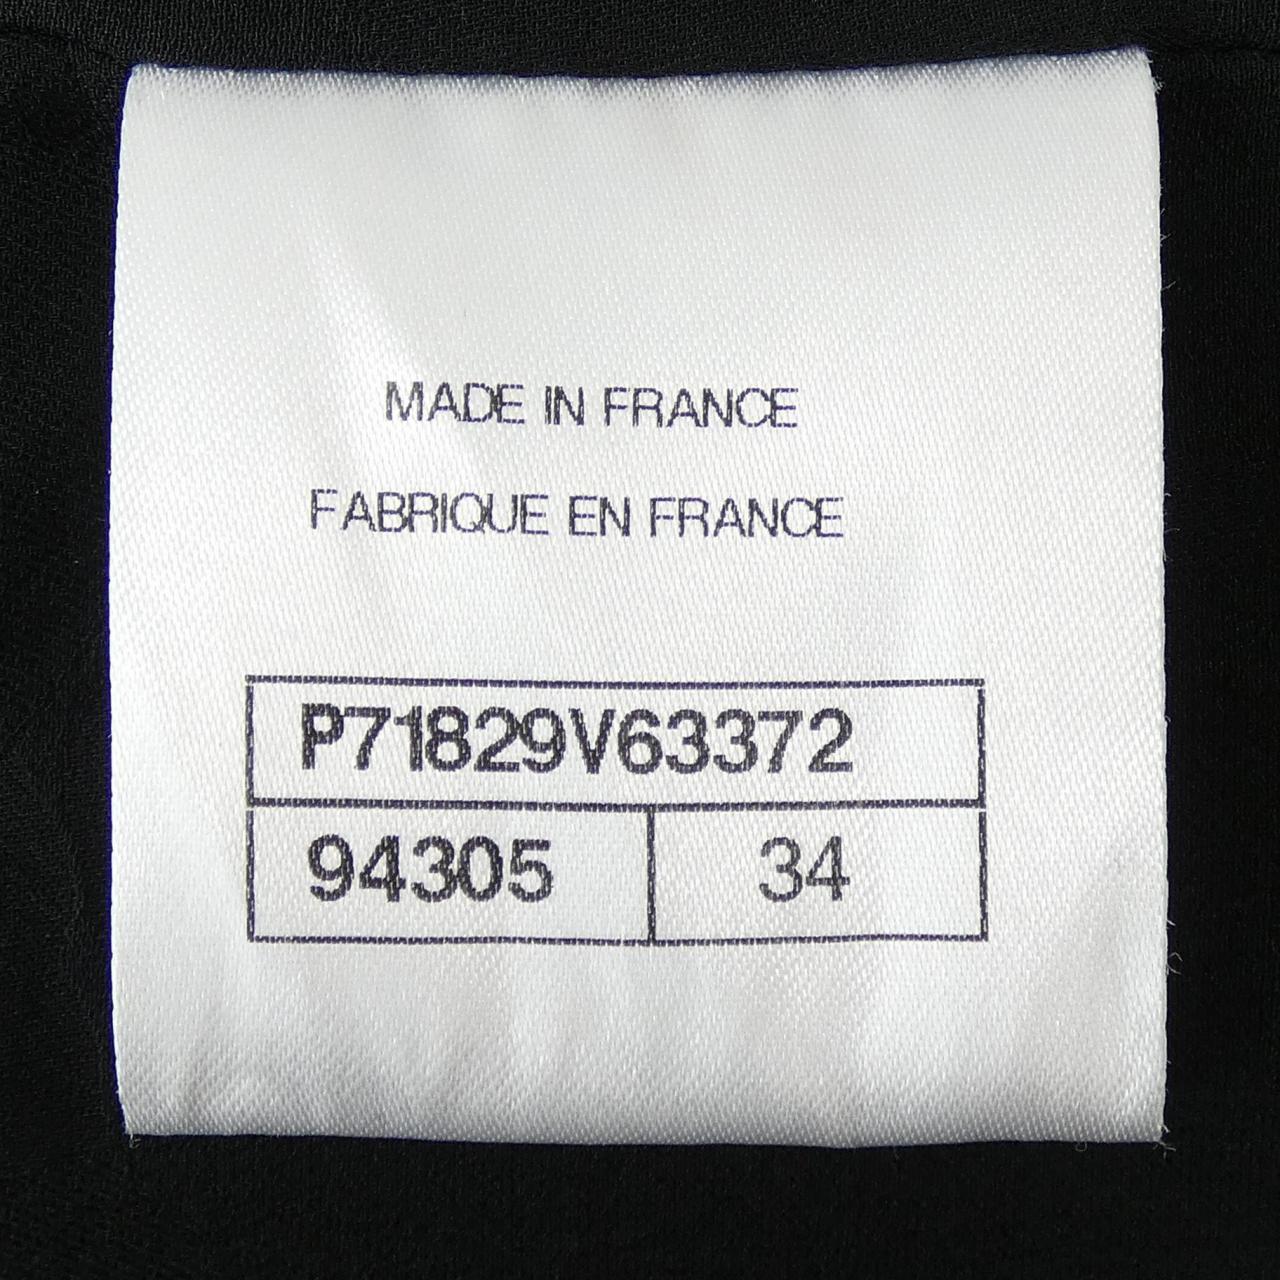 MADE IN FRANCE
FABRIQUE EN FRANCE
P71829V63372
94305 34